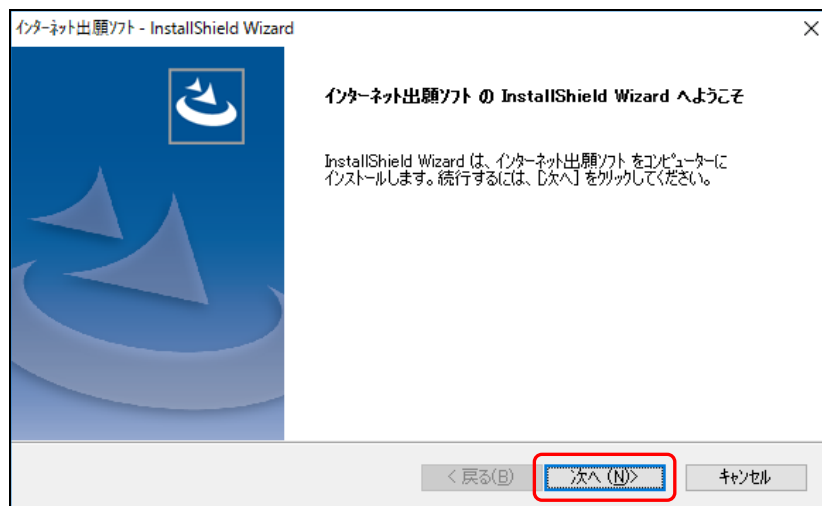 インターネット出願ソフト - InstallShield Wizard
インターネット出願ソフト の InstallShield Wizard へようこそ
InstallShield Wizard は、インターネット出願ソフト をコンピューターに
インストールします。続行するには、[次へ] をクリックしてください。
< 戻る(B)
次へ (N)>
キャンセル